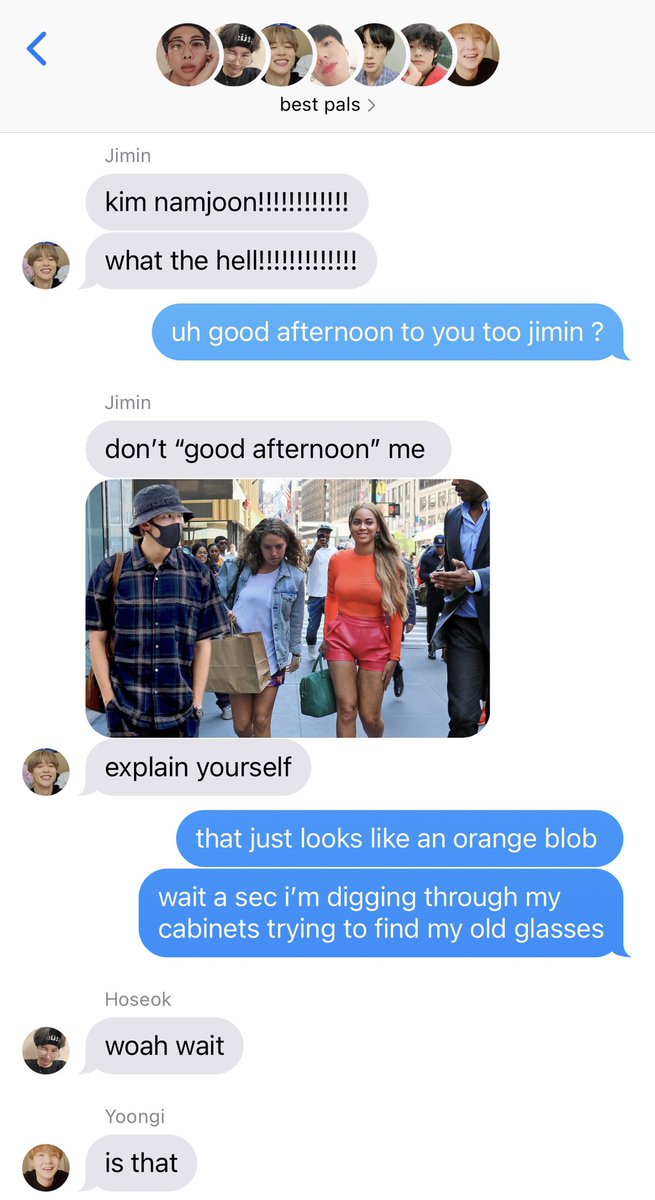 best pals
Jimin
kim namjoon!!!!!!!!!!!!
what the hell!!!!!!!!!!!!!
uh good afternoon to you too jimin ?
Jimin
don’t “good afternoon” me
explain yourself
that just looks like an orange blob
wait a sec i’m digging through my
cabinets trying to find my old glasses
Hoseok
woah wait
Yoongi
is that